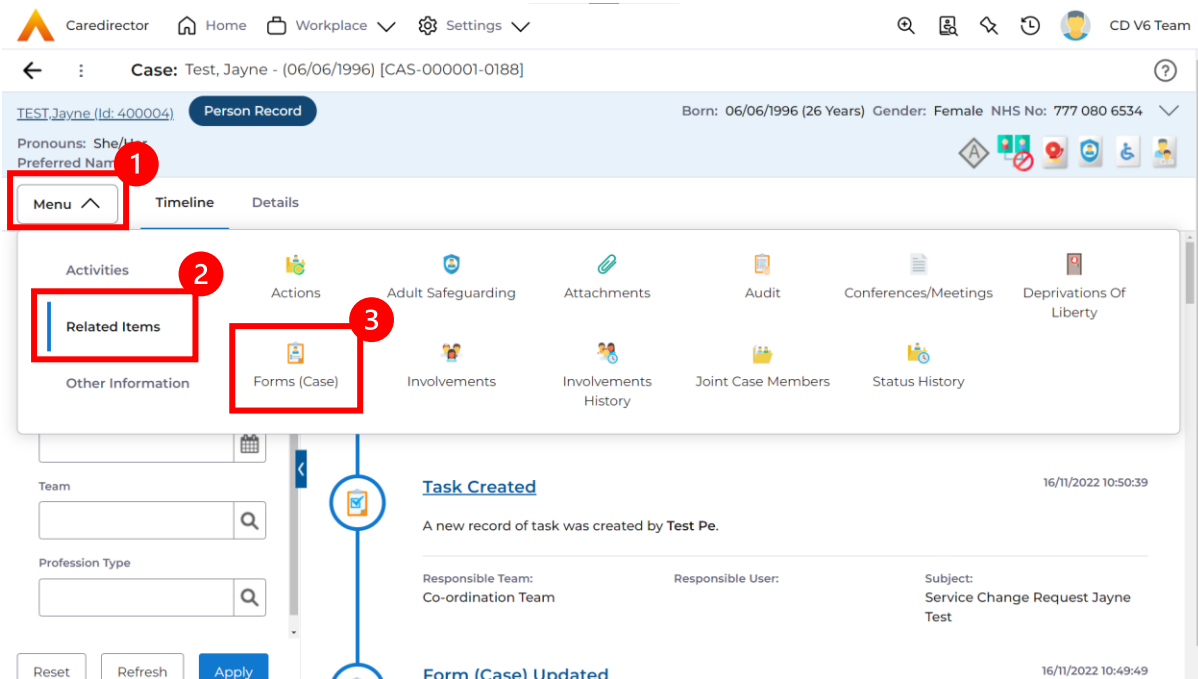 Caredirector Home Workplace Settings CD V6 Team
Case: Test, Jayne - (06/06/1996) [CAS-000001-0188]
TEST,Jayne (Id: 400004) Person Record Born: 06/06/1996 (26 Years) Gender: Female NHS No: 777 080 6534
Pronouns: She/Her
Preferred
1
Menu Timeline Details
Activities
2
Related Items
Other Information
Actions Adult Safeguarding Attachments Audit Conferences/Meetings Deprivations Of
Liberty
3
Forms (Case) Involvements Involvements Joint Case Members Status History
History
Team
Profession Type
Reset Refresh Apply
Task Created 16/11/2022 10:50:39
A new record of task was created by Test Pe.
Responsible Team: Responsible User: Subject:
Co-ordination Team Service Change Request Jayne
Test
Form (Case) Updated 16/11/2022 10:49:49